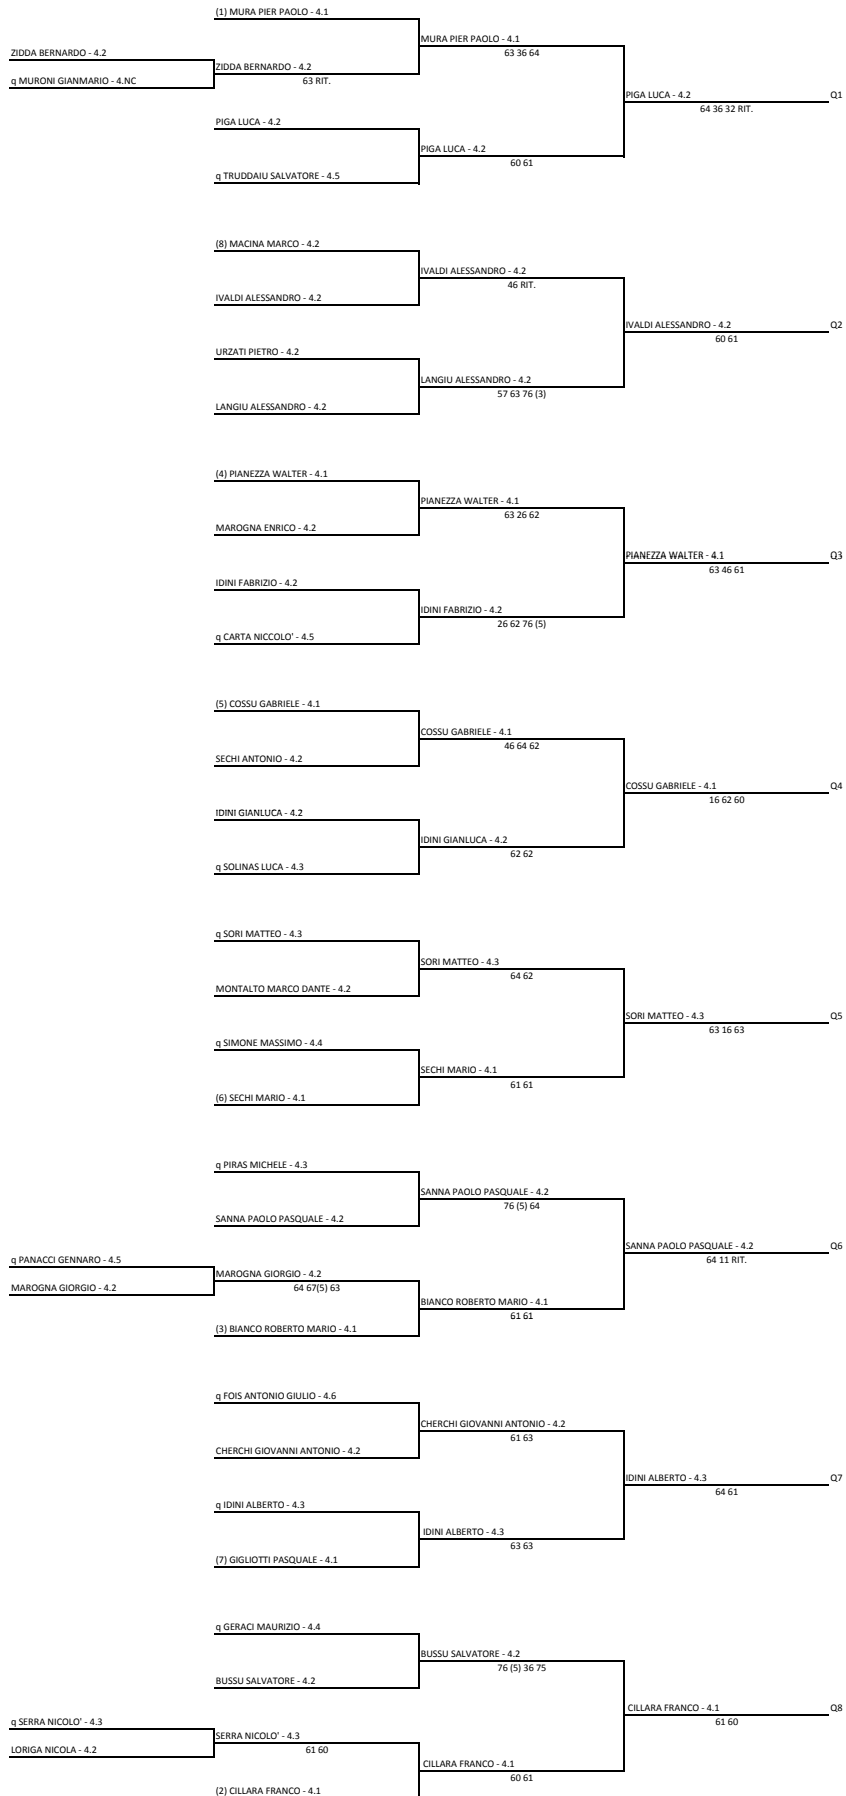 (1) MURA PIER PAOLO - 4.1
MURA PIER PAOLO - 4.1
63 36 64
ZIDDA BERNARDO - 4.2
ZIDDA BERNARDO - 4.2
63 RIT.
q MURONI GIANMARIO - 4.NC
PIGA LUCA - 4.2
Q1
64 36 32 RIT.
PIGA LUCA - 4.2
PIGA LUCA - 4.2
60 61
q TRUDDAIU SALVATORE - 4.5
(8) MACINA MARCO - 4.2
IVALDI ALESSANDRO - 4.2
46 RIT.
IVALDI ALESSANDRO - 4.2
IVALDI ALESSANDRO - 4.2
Q2
60 61
URZATI PIETRO - 4.2
LANGIU ALESSANDRO - 4.2
57 63 76 (3)
LANGIU ALESSANDRO - 4.2
(4) PIANEZZA WALTER - 4.1
PIANEZZA WALTER - 4.1
63 26 62
MAROGNA ENRICO - 4.2
PIANEZZA WALTER - 4.1
Q3
63 46 61
IDINI FABRIZIO - 4.2
IDINI FABRIZIO - 4.2
26 62 76 (5)
q CARTA NICCOLO' - 4.5
(5) COSSU GABRIELE - 4.1
COSSU GABRIELE - 4.1
46 64 62
SECHI ANTONIO - 4.2
COSSU GABRIELE - 4.1
Q4
16 62 60
IDINI GIANLUCA - 4.2
IDINI GIANLUCA - 4.2
62 62
q SOLINAS LUCA - 4.3
q SORI MATTEO - 4.3
SORI MATTEO - 4.3
64 62
MONTALTO MARCO DANTE - 4.2
SORI MATTEO - 4.3
Q5
63 16 63
q SIMONE MASSIMO - 4.4
SECHI MARIO - 4.1
61 61
(6) SECHI MARIO - 4.1
q PIRAS MICHELE - 4.3
SANNA PAOLO PASQUALE - 4.2
76 (5) 64
SANNA PAOLO PASQUALE - 4.2
SANNA PAOLO PASQUALE - 4.2
Q6
64 11 RIT.
q PANACCI GENNARO - 4.5
MAROGNA GIORGIO - 4.2
64 67(5) 63
MAROGNA GIORGIO - 4.2
BIANCO ROBERTO MARIO - 4.1
61 61
(3) BIANCO ROBERTO MARIO - 4.1
q FOIS ANTONIO GIULIO - 4.6
CHERCHI GIOVANNI ANTONIO - 4.2
61 63
CHERCHI GIOVANNI ANTONIO - 4.2
IDINI ALBERTO - 4.3
Q7
64 61
q IDINI ALBERTO - 4.3
IDINI ALBERTO - 4.3
63 63
(7) GIGLIOTTI PASQUALE - 4.1
q GERACI MAURIZIO - 4.4
BUSSU SALVATORE - 4.2
76 (5) 36 75
BUSSU SALVATORE - 4.2
CILLARA FRANCO - 4.1
Q8
61 60
q SERRA NICOLO' - 4.3
SERRA NICOLO' - 4.3
61 60
LORIGA NICOLA - 4.2
CILLARA FRANCO - 4.1
60 61
(2) CILLARA FRANCO - 4.1